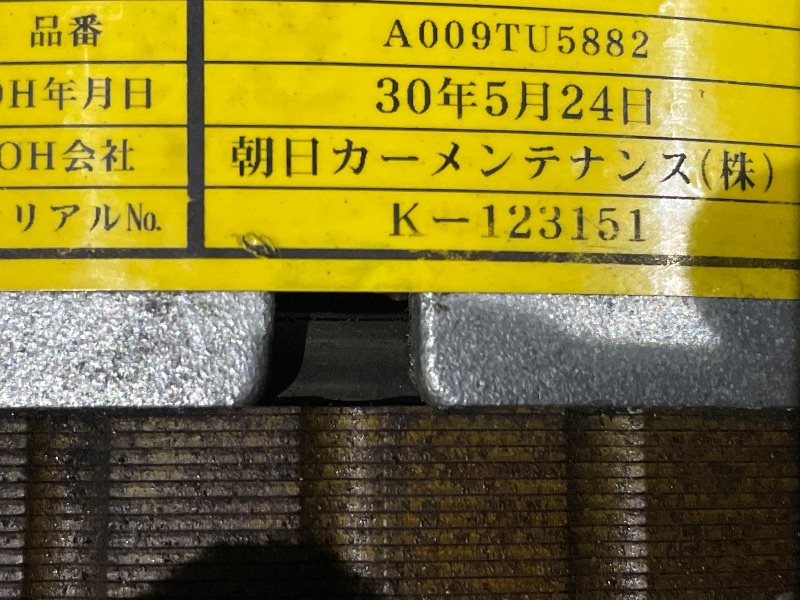 品番 A009TU5882
OH年月日 30年5月24日
OH会社 朝日カーメンテナンス(株)
リアルNo. K-123151